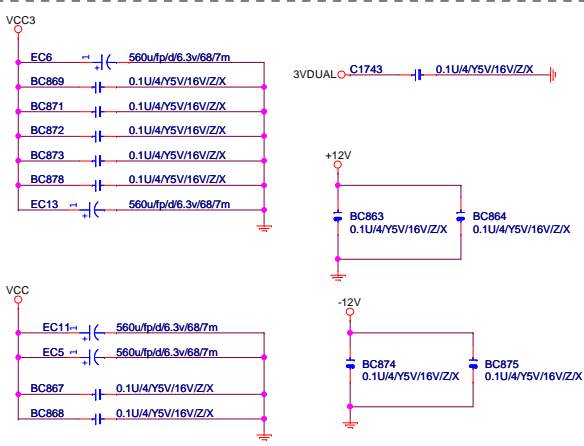 VCC3
EC6 1 + 560u/fp/d/6.3v/68/7m
BC869 0.1U/4/Y5V/16V/Z/X
BC871 0.1U/4/Y5V/16V/Z/X
BC872 0.1U/4/Y5V/16V/Z/X
BC873 0.1U/4/Y5V/16V/Z/X
BC878 0.1U/4/Y5V/16V/Z/X
EC13 1 + 560u/fp/d/6.3v/68/7m
3VDUAL C1743 0.1U/4/Y5V/16V/Z/X
+12V
BC863
0.1U/4/Y5V/16V/Z/X
BC864
0.1U/4/Y5V/16V/Z/X
VCC
EC11 1 + 560u/fp/d/6.3v/68/7m
EC5 1 + 560u/fp/d/6.3v/68/7m
BC867 0.1U/4/Y5V/16V/Z/X
BC868 0.1U/4/Y5V/16V/Z/X
-12V
BC874
0.1U/4/Y5V/16V/Z/X
BC875
0.1U/4/Y5V/16V/Z/X